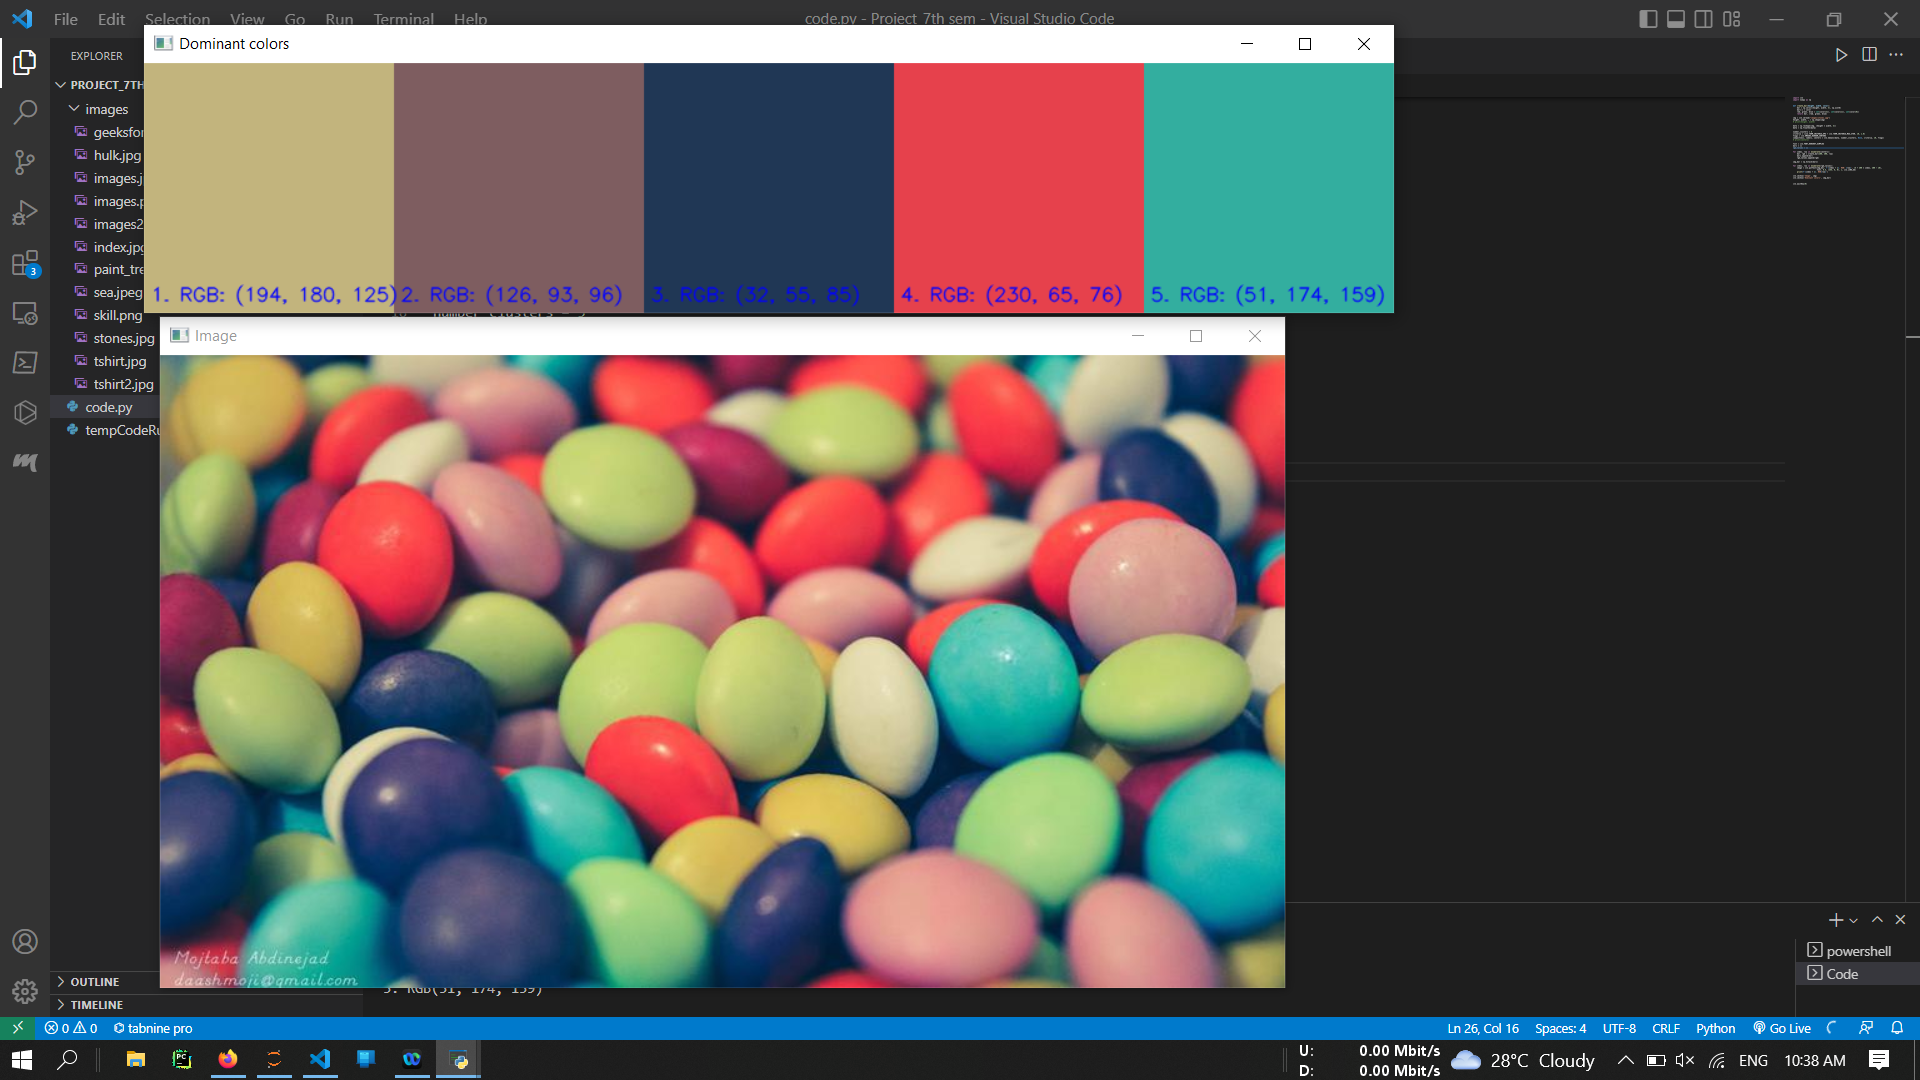 File Edit Selection View Go Run Terminal Help
code.py - Project_7th sem - Visual Studio Code
Dominant colors
EXPLORER
PROJECT_7TH
images
geeksfor
hulk.jpg
images.j
images.p
images2
index.jpg
paint_tre
sea.jpeg
skill.png
stones.jpg
tshirt.jpg
tshirt2.jpg
code.py
tempCodeRu
1. RGB: (194, 180, 125)
2. RGB: (126, 93, 96)
3. RGB: (32, 55, 85)
4. RGB: (230, 65, 76)
5. RGB: (51, 174, 159)
number_clusters = 5
Image
Mojtaba Abdinejad
daashmoji@gmail.com
5. RGB(51, 174, 159)
powershell
Code
OUTLINE
TIMELINE
3
0 0 tabnine pro
Ln 26, Col 16 Spaces: 4 UTF-8 CRLF Python Go Live
U: 0.00 Mbit/s
D: 0.00 Mbit/s
28°C Cloudy
ENG 10:38 AM